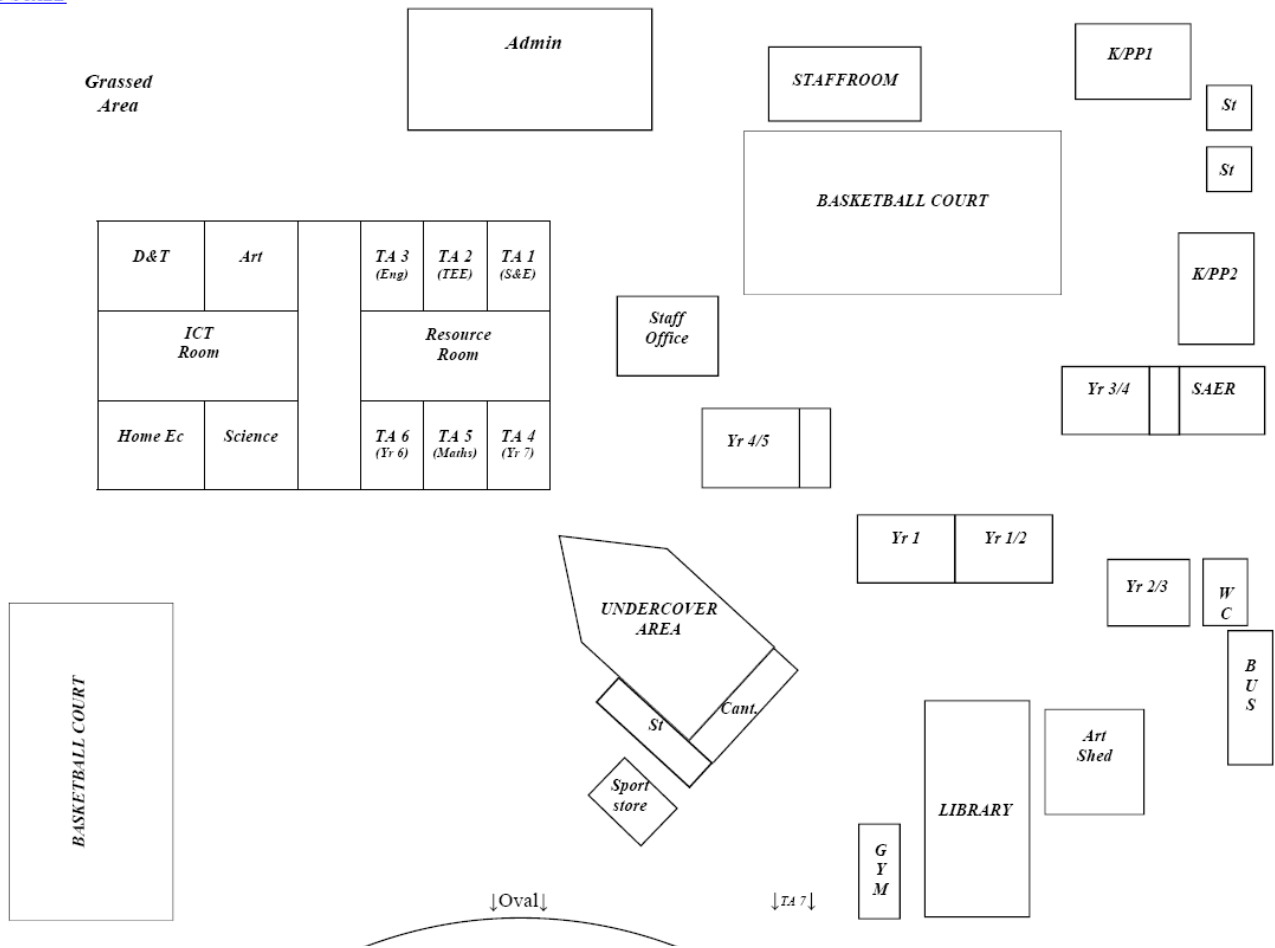 Admin
Grassed
Area
STAFFROOM
K/PP1
St
St
BASKETBALL COURT
D&T
Art
TA 3
(Eng)
TA 2
(TEE)
TA 1
(S&E)
K/PP2
ICT
Room
Resource
Room
Staff
Office
Yr 3/4
SAER
Home Ec
Science
TA 6
(Yr 6)
TA 5
(Maths)
TA 4
(Yr 7)
Yr 4/5
Yr 1
Yr 1/2
Yr 2/3
W
C
UNDERCOVER
AREA
B
U
S
St
Cant.
BASKETBALL COURT
Art
Shed
Sport
store
LIBRARY
G
Y
M
↓Oval↓
↓TA 7↓